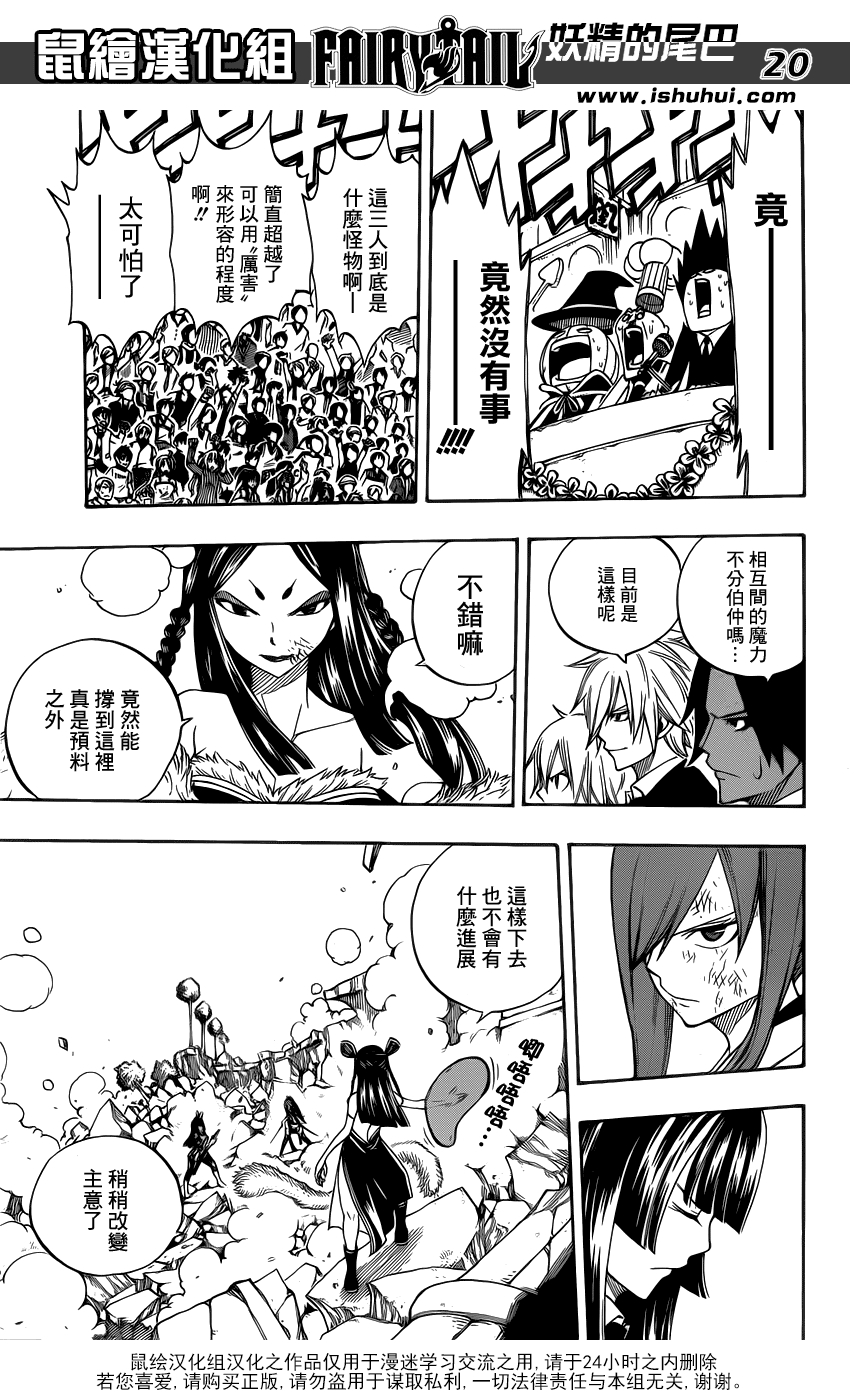 鼠繪漢化組
FAIRY TAIL
妖精的尾巴
20
www.ishuhui.com
竟——
竟然沒有事——!!!!
這三人到底是
什麼怪物啊——
簡直超越了
可以用“厲害”
來形容的程度
啊!!
太可怕了——
相互間的魔力
不分伯仲嗎…
目前是
這樣呢
不錯嘛
竟然能
撐到這裡
真是預料
之外
這樣下去
也不會有
什麼進展
唧唔唔唔…
稍稍改變
主意了
鼠绘汉化组汉化之作品仅用于漫迷学习交流之用, 请于24小时之内删除
若您喜爱, 请购买正版, 请勿用于谋取私利, 一切法律责任与本组无关, 谢谢。